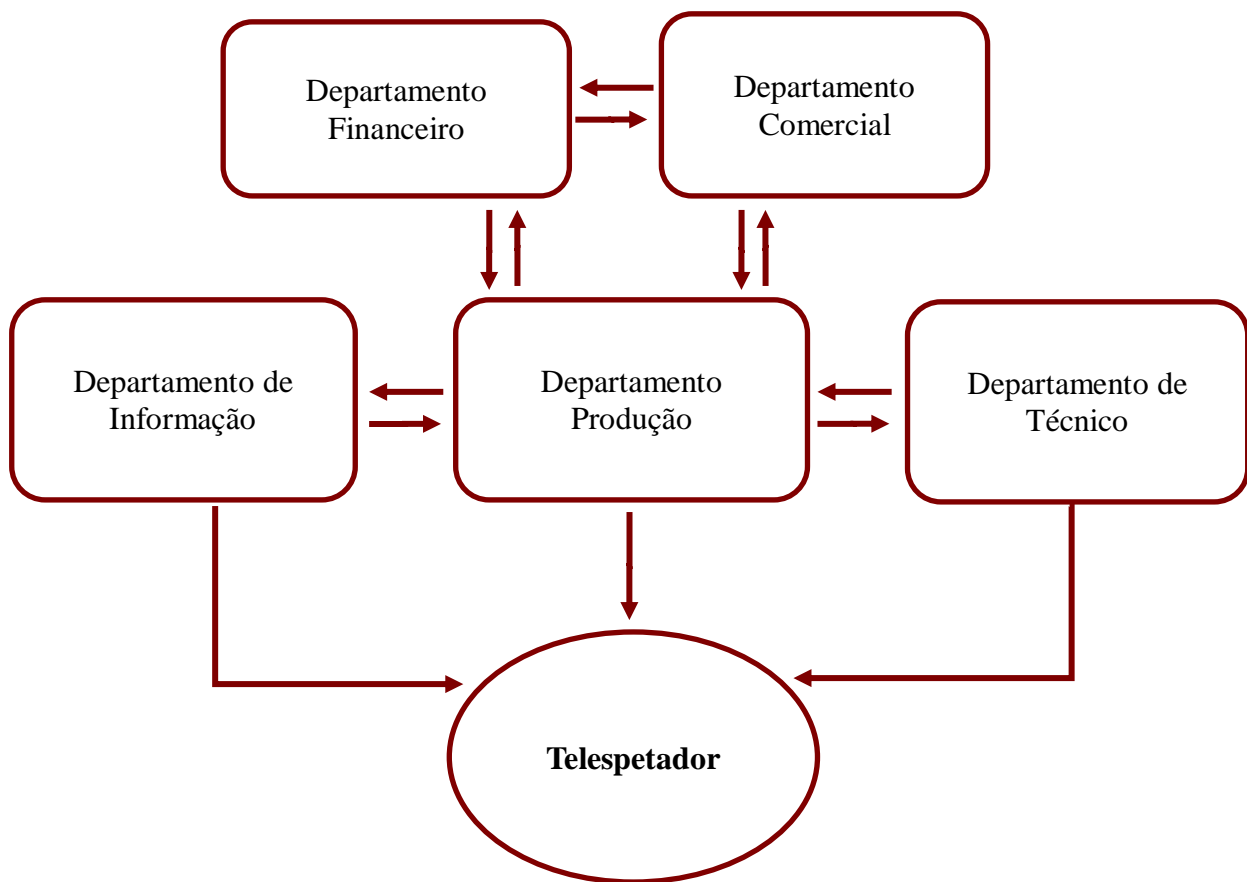 Departamento
Financeiro
Departamento
Comercial
Departamento de
Informação
Departamento
Produção
Departamento de
Técnico
Telespetador